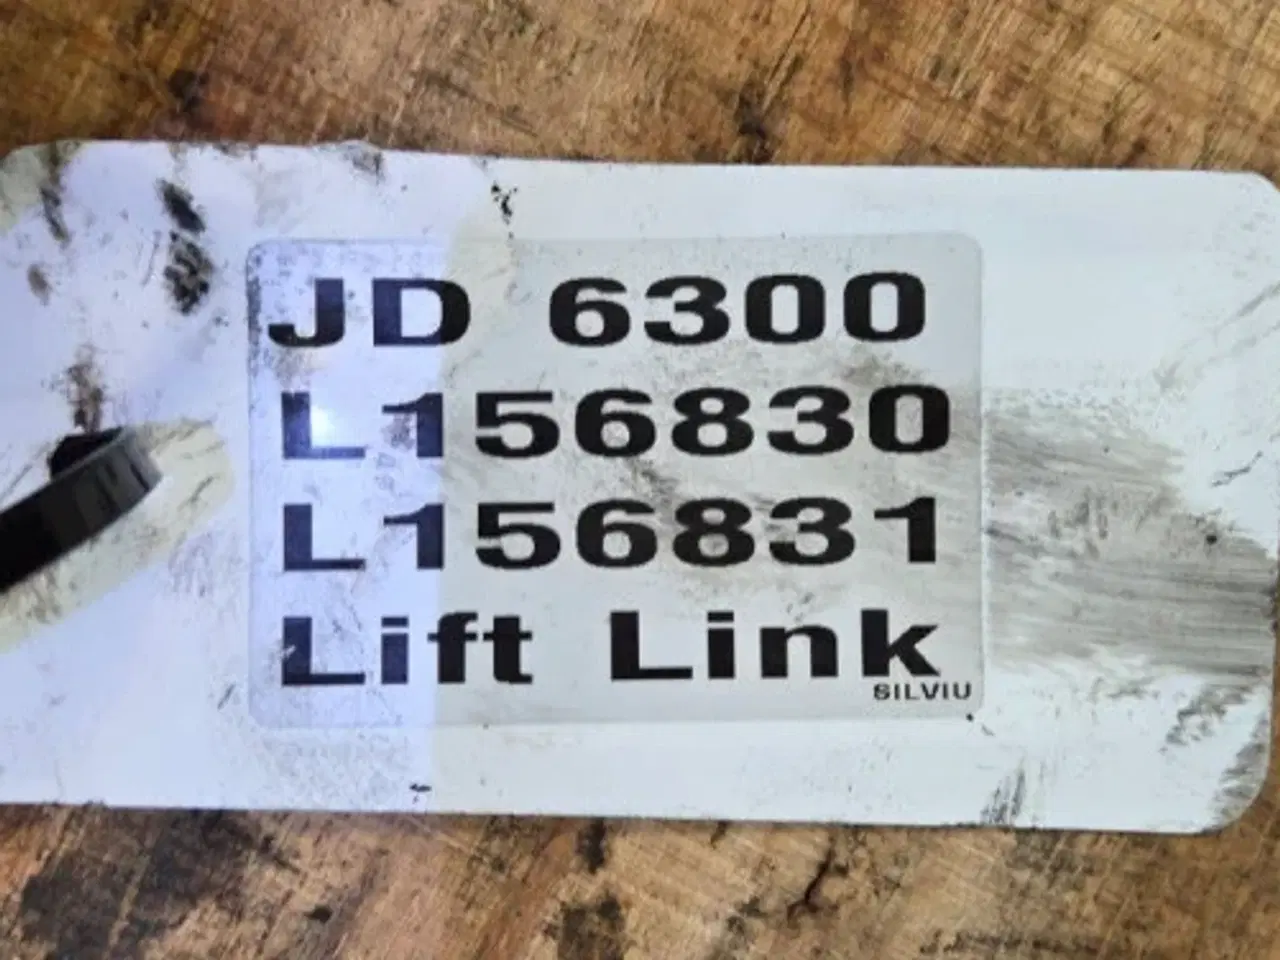 JD 6300
L156830
L156831
Lift Link
SILVIU